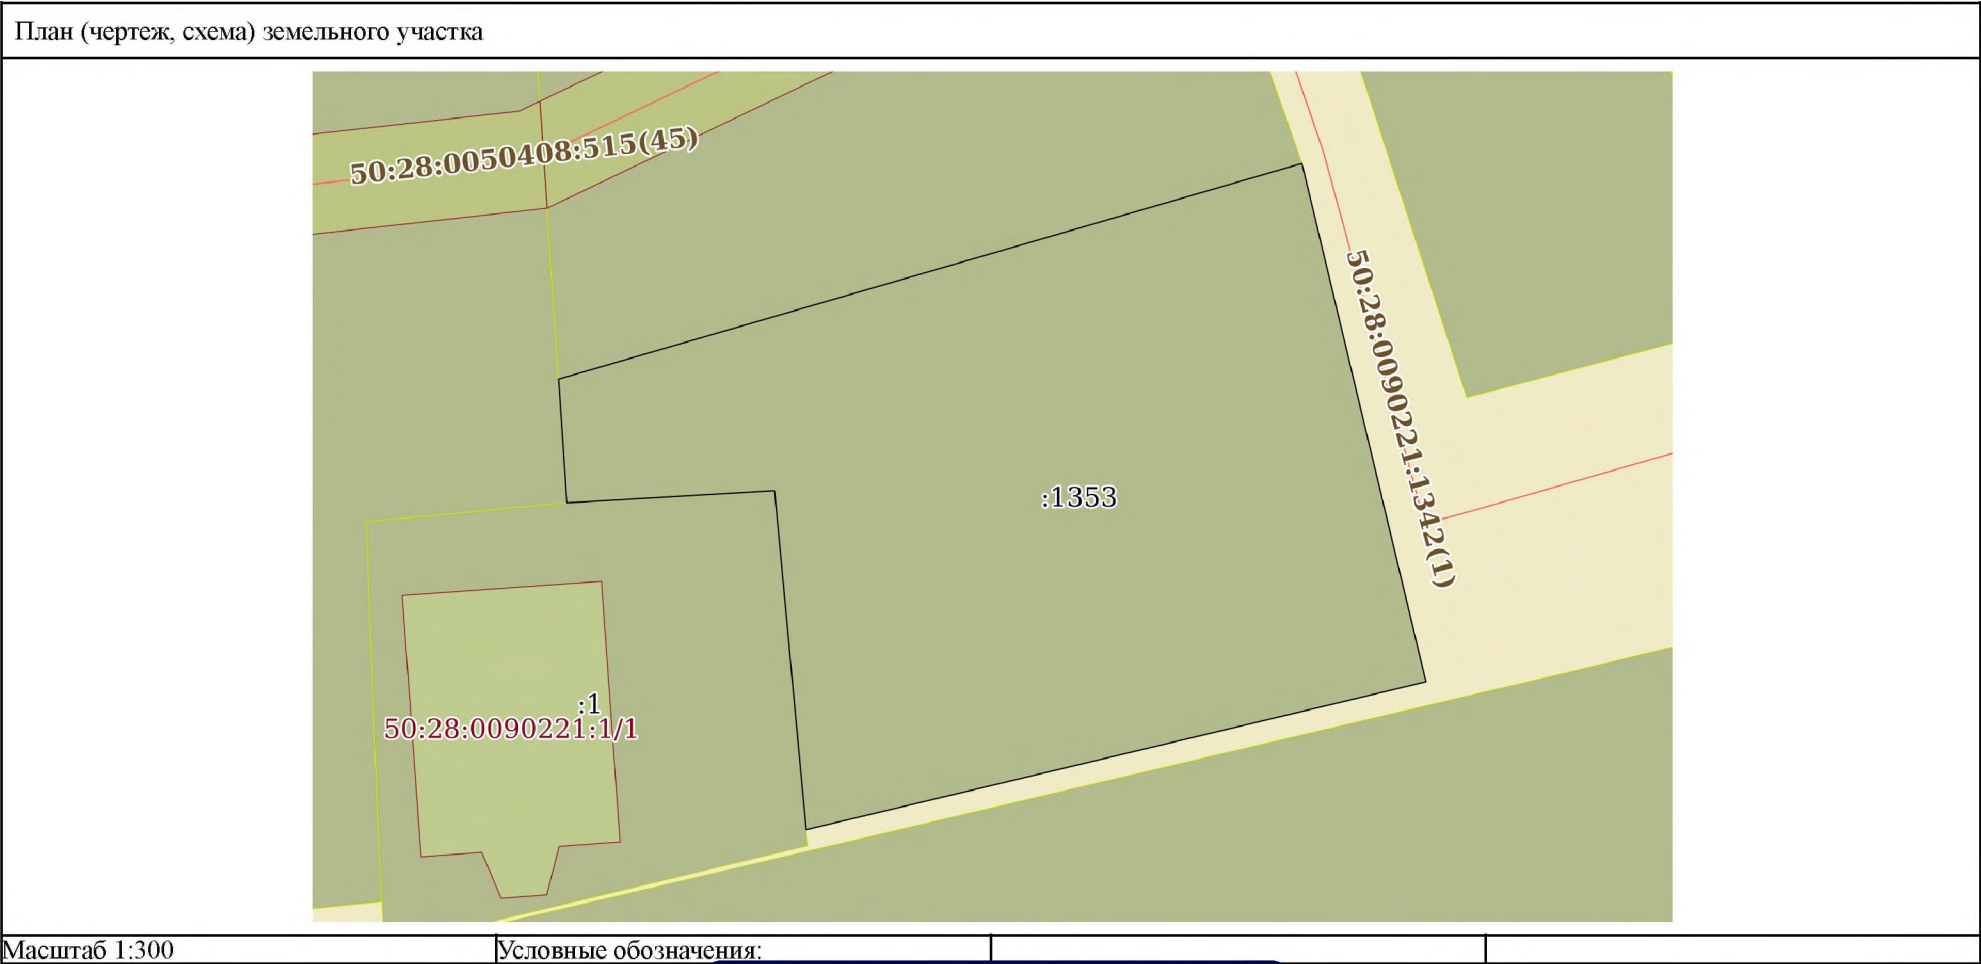 План (чертеж, схема) земельного участка
50:28:0050408:515(45)
50:28:0090221:1342(1)
:1353
:1
50:28:0090221:1/1
Масштаб 1:300
Условные обозначения: